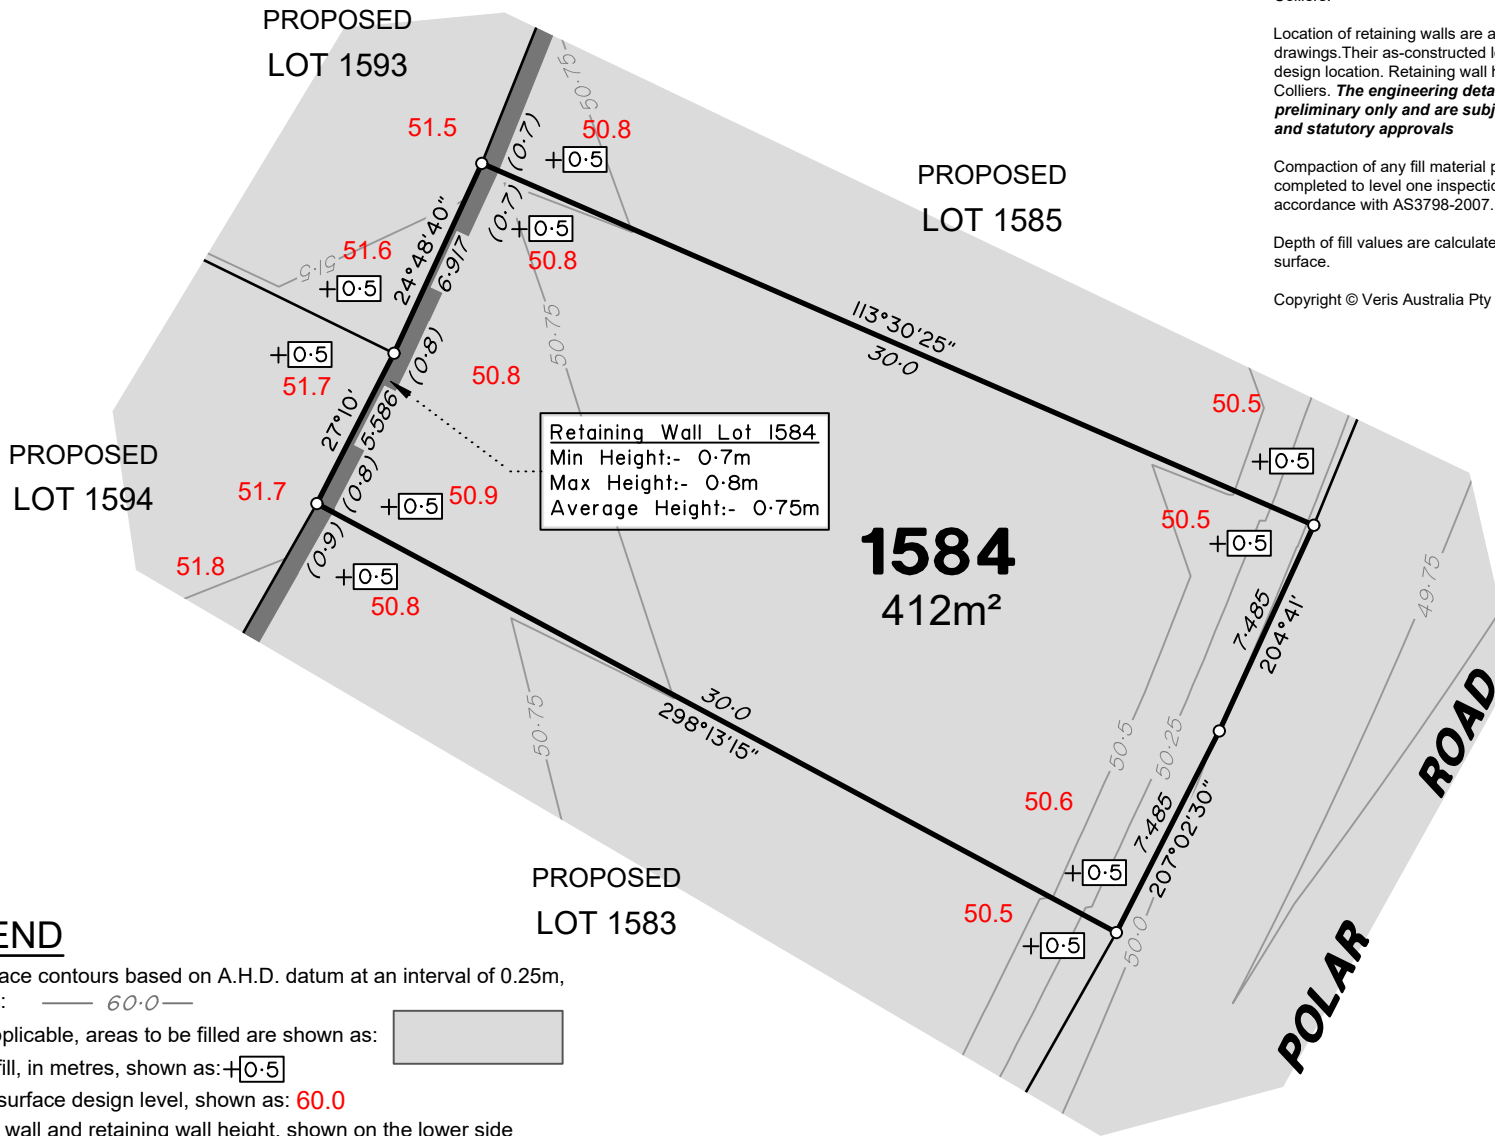 PROPOSED
LOT 1593
51.5
(0·7)
50·75
50.8
+0·5
PROPOSED
LOT 1585
Location of retaining walls are a
drawings.Their as-constructed
design location. Retaining wall
Colliers. The engineering
preliminary only and are
and statutory approvals
Compaction of any fill material
completed to level one
accordance with AS3798-2007.
Depth of fill values are
surface.
Copyright © Veris Australia Pty
51·5
51.6
+0·5
24°48'40"
6·917
(0·7)
+0·5
50.8
50·75
113°30'25"
30·0
+0·5
51.7
(0·8)
50.8
50.5
+0·5
27°10'
5·586
Retaining Wall Lot 1584
Min Height:- 0·7m
Max Height:- 0·8m
Average Height:- 0·75m
PROPOSED
LOT 1594
51.7
(0·8)
+0·5
50.9
1584
412m²
50.5
+0·5
51.8
(0·9)
+0·5
50.8
7·485
204°41'
49·75
50·75
30·0
298°13'15"
50·5
50·25
50.6
+0·5
7·485
207°02'30"
50·0
ROAD
POLAR
PROPOSED
LOT 1583
50.5
+0·5
END
ace contours based on A.H.D. datum at an interval of 0.25m,
: 60·0
plicable, areas to be filled are shown as:
fill, in metres, shown as: +0·5
surface design level, shown as: 60.0
wall and retaining wall height, shown on the lower side